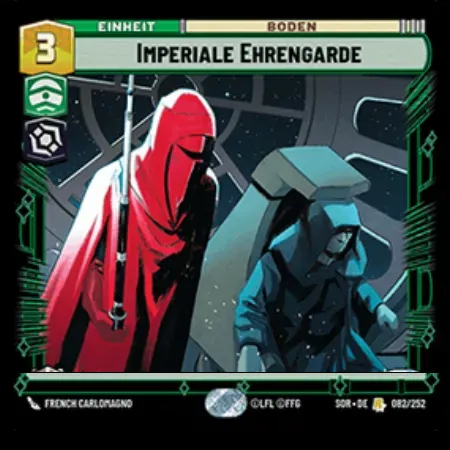 EINHEIT
BODEN
3
IMPERIALE EHRENGARDE
FRENCH CARLOMAGNO
©LFL ©FFG
SOR • DE
082/252